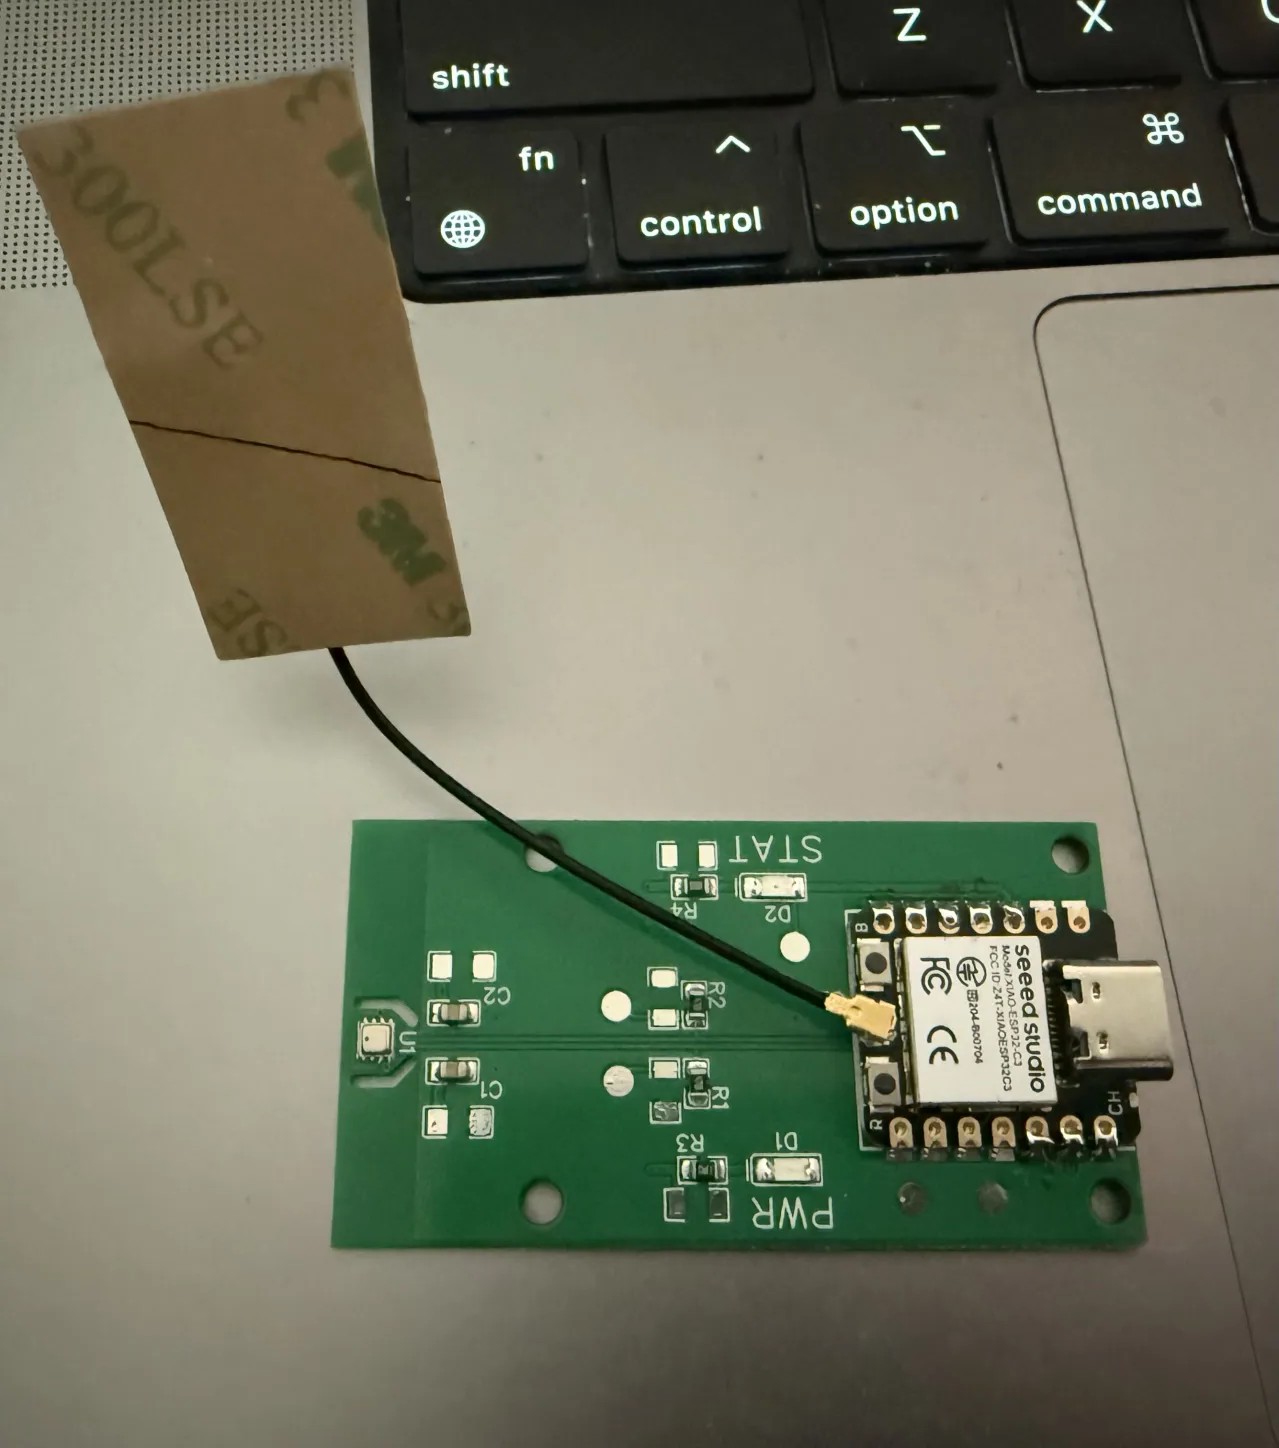 Z
X
shift
fn
control
option
⌘
command
3
300LSE
3M
SE
STAT
R4
D2
B
C2
R2
U1
seeed studio
Model:XIAO-ESP32-C3
FCC ID:Z4T-XIAOESP32C3
204-B00704
FC
CE
CH
C1
R1
R
R3
D1
PWR